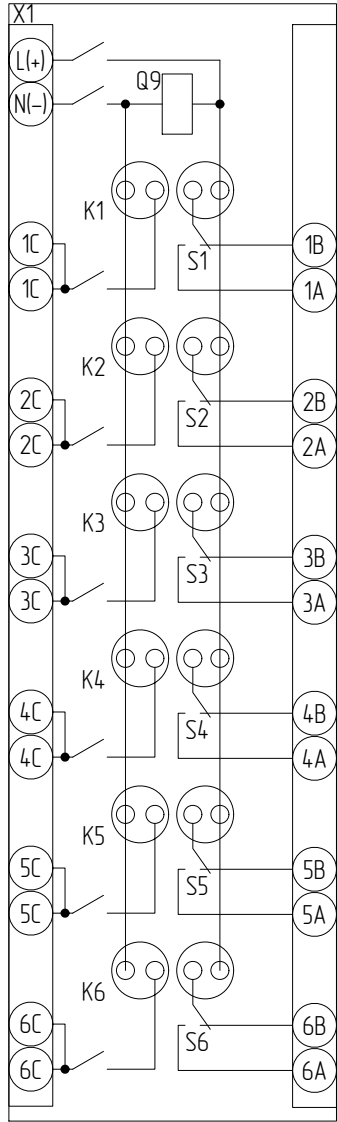 X1
L(+)
Q9
N(–)
K1
1C
S1
1B
1C
1A
K2
2C
S2
2B
2C
2A
K3
3C
S3
3B
3C
3A
K4
4C
S4
4B
4C
4A
K5
5C
S5
5B
5C
5A
K6
6C
S6
6B
6C
6A